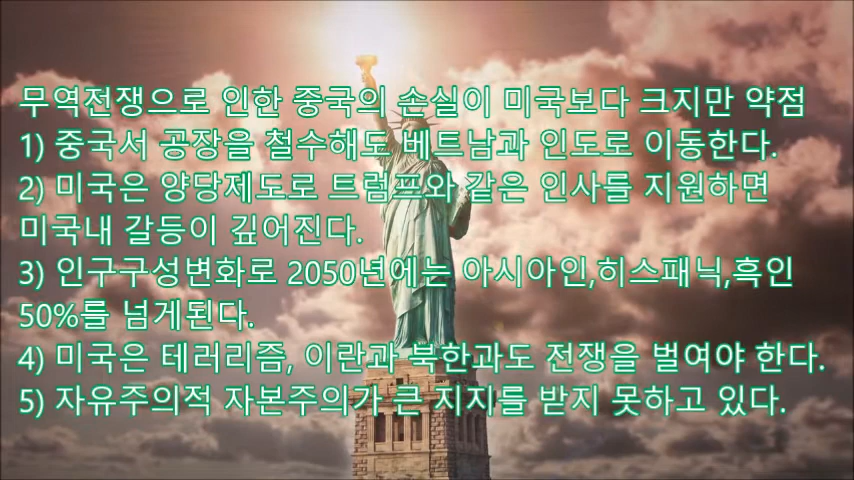 무역전쟁으로 인한 중국의 손실이 미국보다 크지만 약점
1) 중국서 공장을 철수해도 베트남과 인도로 이동한다.
2) 미국은 양당제도로 트럼프와 같은 인사를 지원하면
미국내 갈등이 깊어진다.
3) 인구구성변화로 2050년에는 아시아인,히스패닉,흑인
50%를 넘게된다.
4) 미국은 테러리즘, 이란과 북한과도 전쟁을 벌여야 한다.
5) 자유주의적 자본주의가 큰 지지를 받지 못하고 있다.